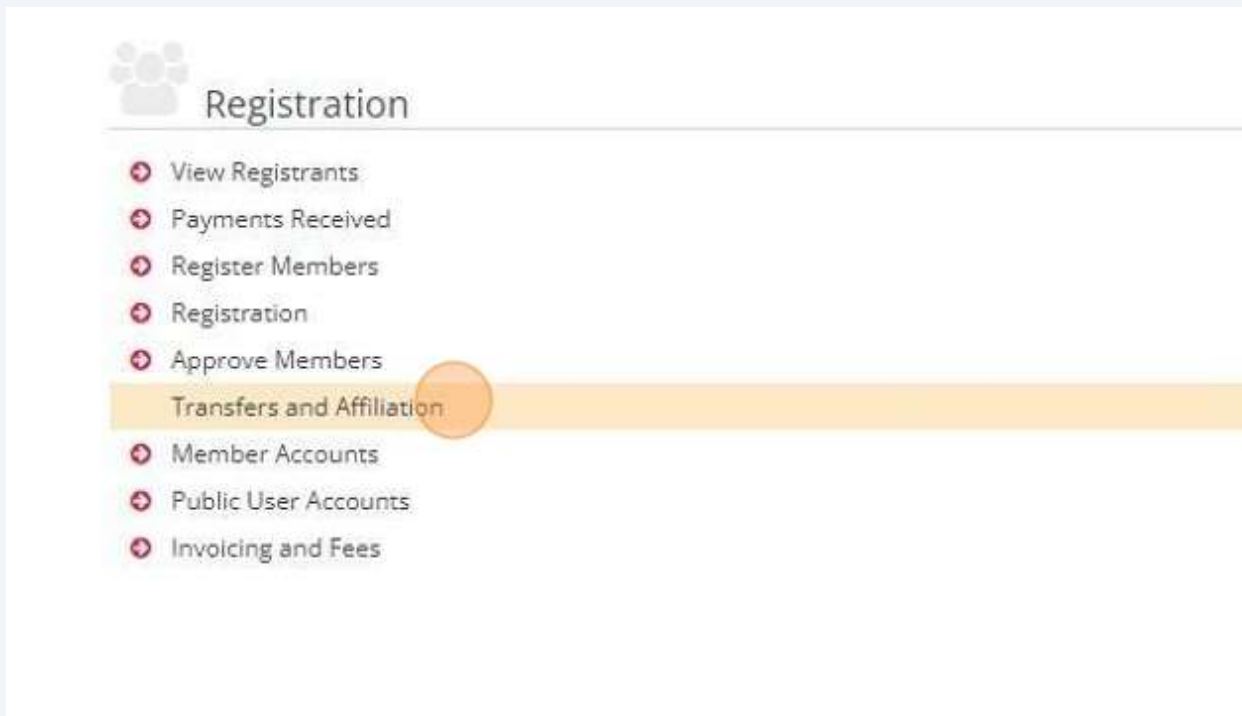 Registration
View Registrants
Payments Received
Register Members
Registration
Approve Members
Transfers and Affiliation
Member Accounts
Public User Accounts
Invoicing and Fees